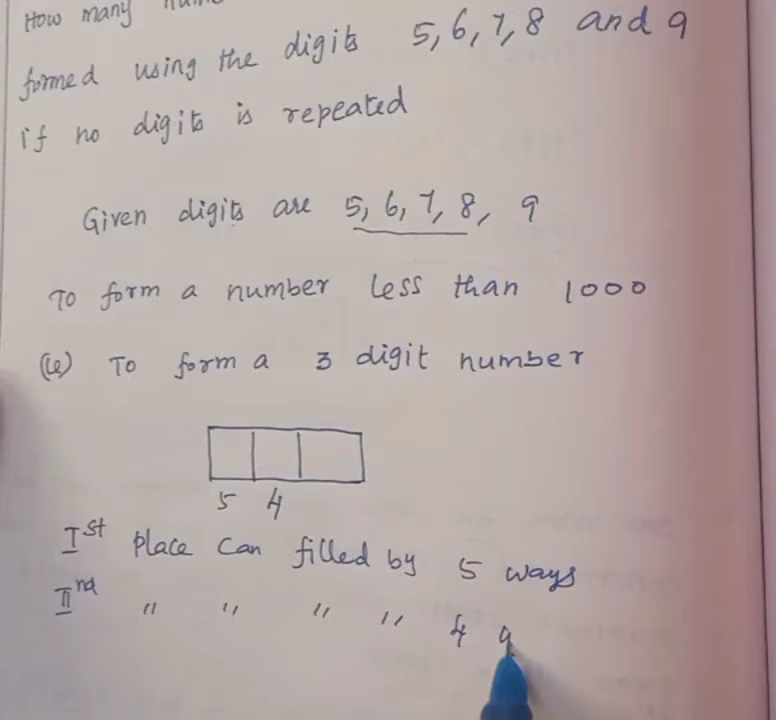 How many
formed using the digits 5, 6, 7, 8 and 9
if no digits is repeated
Given digits are 5, 6, 7, 8, 9
To form a number less than 1000
(ie) To form a 3 digit number
5 4
Ist place can filled by 5 ways
IInd " " " " 4